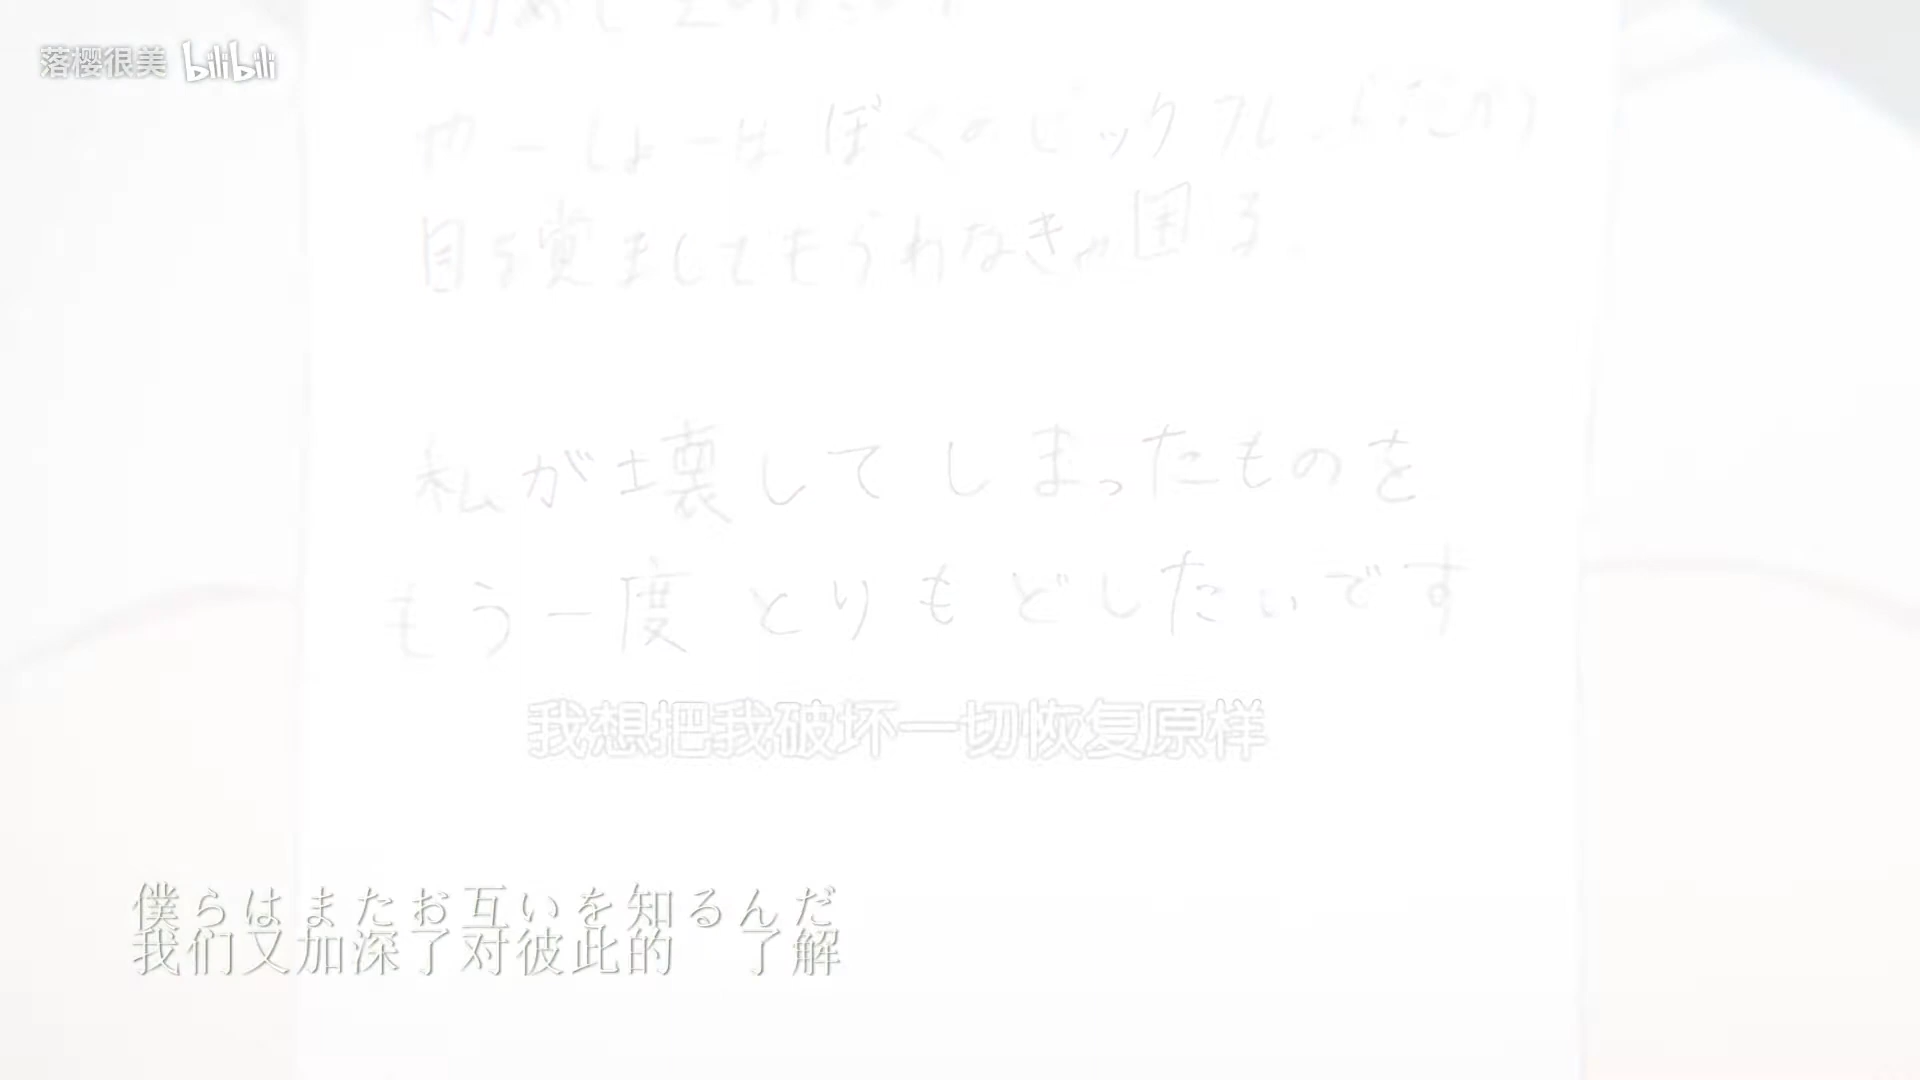 落樱很美 bilibili
やーしょーはぼくのビックフレンドだから
目を覚ましてもらわなきゃ困る。
私が壊してしまったものを
もう一度とりもどしたいです
我想把我破坏一切恢复原样
僕らはまたお互いを知るんだ
我们又加深了对彼此的 了解